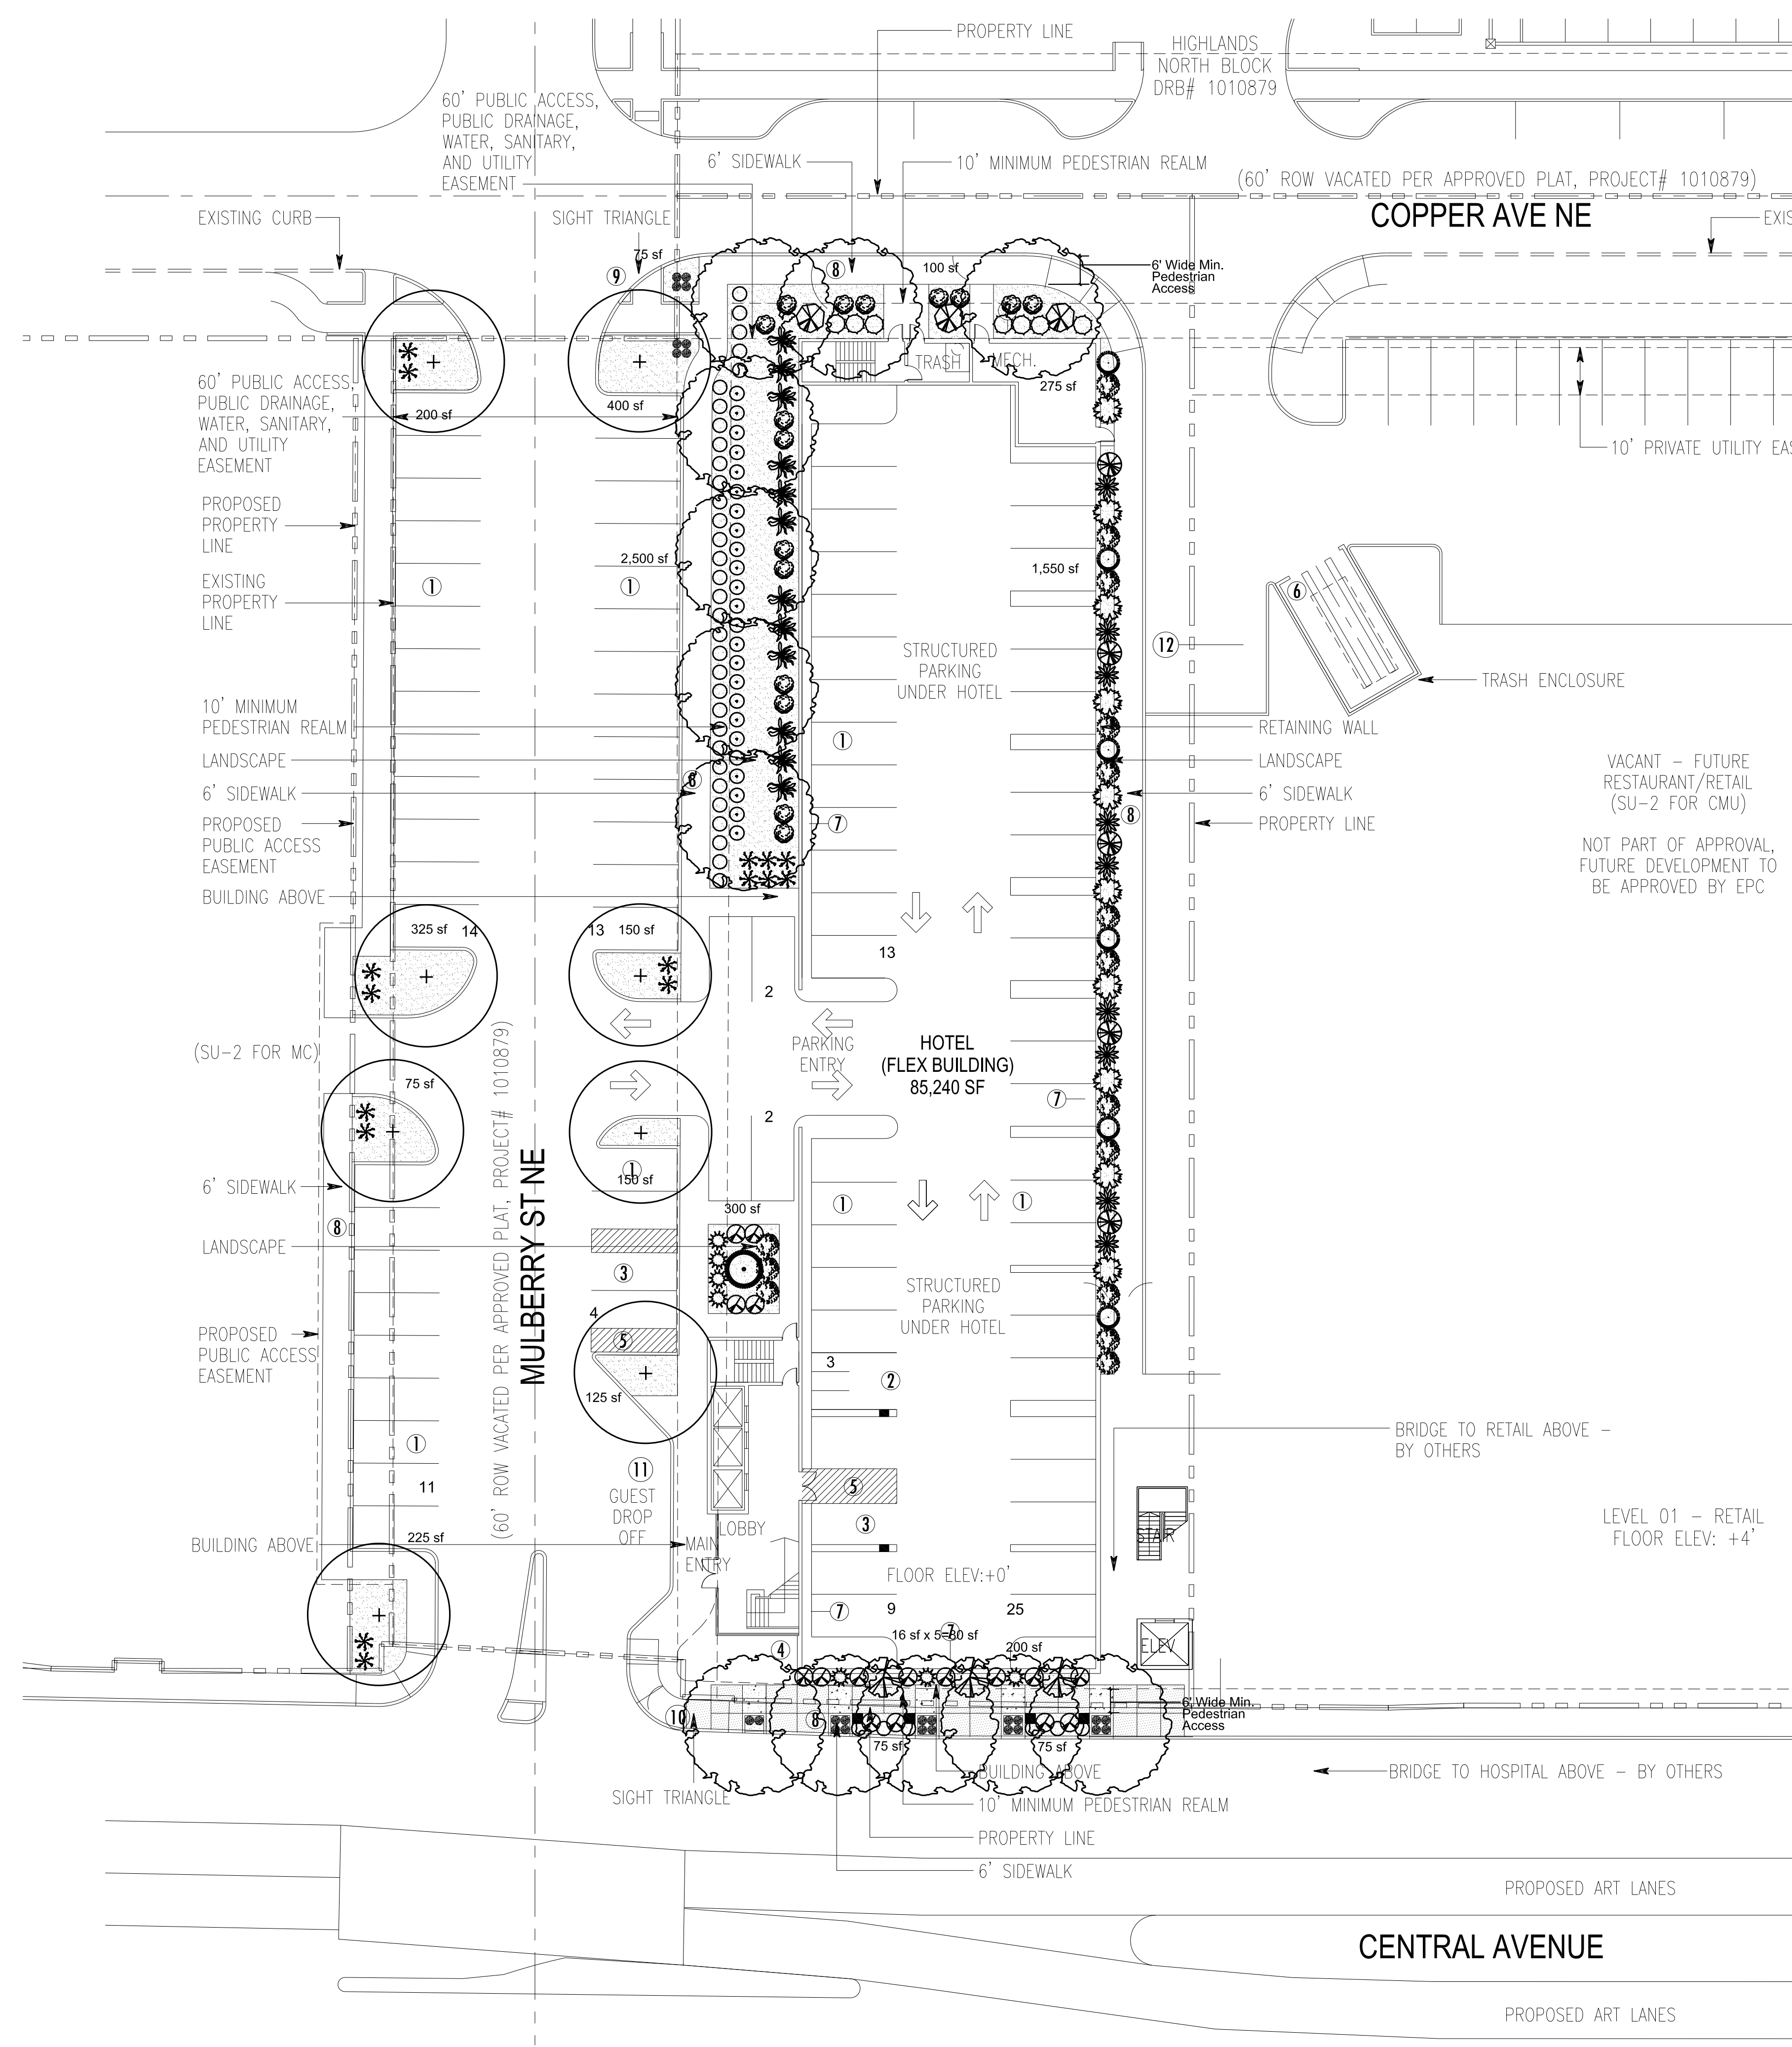 PROPERTY LINE
HIGHLANDS
NORTH BLOCK
DRB# 1010879
60' PUBLIC ACCESS,
PUBLIC DRAINAGE,
WATER, SANITARY,
AND UTILITY
EASEMENT
6' SIDEWALK
10' MINIMUM PEDESTRIAN REALM
(60' ROW VACATED PER APPROVED PLAT, PROJECT# 1010879)
COPPER AVE NE
EXISTING CURB
SIGHT TRIANGLE
EXIS
75 sf
9
8
100 sf
6' Wide Min.
Pedestrian
Access
TRASH
MECH.
275 sf
60' PUBLIC ACCESS,
PUBLIC DRAINAGE,
WATER, SANITARY,
AND UTILITY
EASEMENT
200 sf
400 sf
10' PRIVATE UTILITY EAS
PROPOSED
PROPERTY
LINE
EXISTING
PROPERTY
LINE
1
2,500 sf
1
1,550 sf
6
STRUCTURED
PARKING
UNDER HOTEL
12
TRASH ENCLOSURE
10' MINIMUM
PEDESTRIAN REALM
1
RETAINING WALL
LANDSCAPE
LANDSCAPE
VACANT – FUTURE
RESTAURANT/RETAIL
(SU-2 FOR CMU)
8
6' SIDEWALK
6' SIDEWALK
8
PROPOSED
PUBLIC ACCESS
EASEMENT
7
PROPERTY LINE
NOT PART OF APPROVAL,
FUTURE DEVELOPMENT TO
BE APPROVED BY EPC
BUILDING ABOVE
325 sf
14
13
150 sf
13
2
(SU-2 FOR MC)
PARKING
ENTRY
HOTEL
(FLEX BUILDING)
85,240 SF
75 sf
7
2
(60' ROW VACATED PER APPROVED PLAT, PROJECT# 1010879)
MULBERRY ST NE
1
150 sf
6' SIDEWALK
8
300 sf
1
1
LANDSCAPE
3
STRUCTURED
PARKING
UNDER HOTEL
4
5
PROPOSED
PUBLIC ACCESS
EASEMENT
3
2
125 sf
BRIDGE TO RETAIL ABOVE –
BY OTHERS
1
11
11
GUEST
DROP
OFF
5
3
LOBBY
STAIR
LEVEL 01 – RETAIL
FLOOR ELEV: +4'
BUILDING ABOVE
225 sf
MAIN
ENTRY
FLOOR ELEV:+0'
7
9
25
16 sf x 5=80 sf
7
200 sf
4
ELEV
10
8
6' Wide Min.
Pedestrian
Access
75 sf
75 sf
BUILDING ABOVE
BRIDGE TO HOSPITAL ABOVE – BY OTHERS
SIGHT TRIANGLE
10' MINIMUM PEDESTRIAN REALM
PROPERTY LINE
6' SIDEWALK
PROPOSED ART LANES
CENTRAL AVENUE
PROPOSED ART LANES